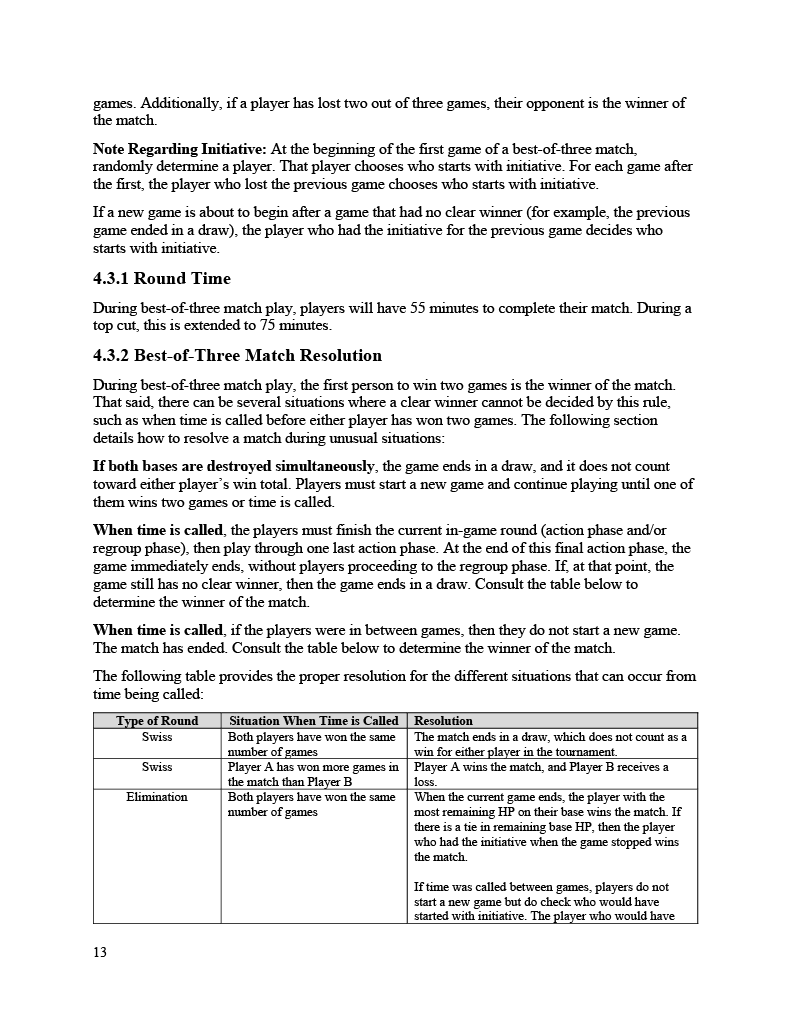 games. Additionally, if a player has lost two out of three games, their opponent is the winner of
the match.
Note Regarding Initiative: At the beginning of the first game of a best-of-three match,
randomly determine a player. That player chooses who starts with initiative. For each game after
the first, the player who lost the previous game chooses who starts with initiative.
If a new game is about to begin after a game that had no clear winner (for example, the previous
game ended in a draw), the player who had the initiative for the previous game decides who
starts with initiative.
4.3.1 Round Time
During best-of-three match play, players will have 55 minutes to complete their match. During a
top cut, this is extended to 75 minutes.
4.3.2 Best-of-Three Match Resolution
During best-of-three match play, the first person to win two games is the winner of the match.
That said, there can be several situations where a clear winner cannot be decided by this rule,
such as when time is called before either player has won two games. The following section
details how to resolve a match during unusual situations:
If both bases are destroyed simultaneously, the game ends in a draw, and it does not count
toward either player’s win total. Players must start a new game and continue playing until one of
them wins two games or time is called.
When time is called, the players must finish the current in-game round (action phase and/or
regroup phase), then play through one last action phase. At the end of this final action phase, the
game immediately ends, without players proceeding to the regroup phase. If, at that point, the
game still has no clear winner, then the game ends in a draw. Consult the table below to
determine the winner of the match.
When time is called, if the players were in between games, then they do not start a new game.
The match has ended. Consult the table below to determine the winner of the match.
The following table provides the proper resolution for the different situations that can occur from
time being called:
Type of Round Situation When Time is Called Resolution
Swiss Both players have won the same The match ends in a draw, which does not count as a
number of games win for either player in the tournament.
Swiss Player A has won more games in Player A wins the match, and Player B receives a
the match than Player B loss.
Elimination Both players have won the same When the current game ends, the player with the
number of games most remaining HP on their base wins the match. If
there is a tie in remaining base HP, then the player
who had the initiative when the game stopped wins
the match.
If time was called between games, players do not
start a new game but do check who would have
started with initiative. The player who would have
13